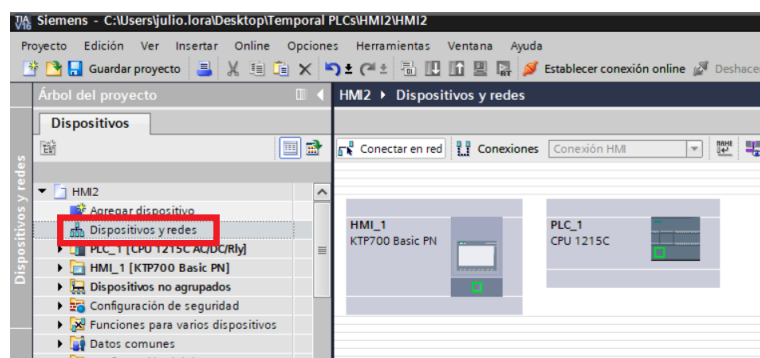 Siemens - C:\Users\julio.lora\Desktop\Temporal PLCs\HMI2\HMI2
Proyecto Edición Ver Insertar Online Opciones Herramientas Ventana Ayuda
Guardar proyecto Establecer conexión online Deshace
Árbol del proyecto
HMI2 Dispositivos y redes
Dispositivos
Conectar en red Conexiones Conexión HMI
Dispositivos y redes
HMI2
Agregar dispositivo
Dispositivos y redes
PLC_1 [CPU 1215C AC/DC/Rly]
HMI_1 [KTP700 Basic PN]
Dispositivos no agrupados
Configuración de seguridad
Funciones para varios dispositivos
Datos comunes
HMI_1
KTP700 Basic PN
PLC_1
CPU 1215C